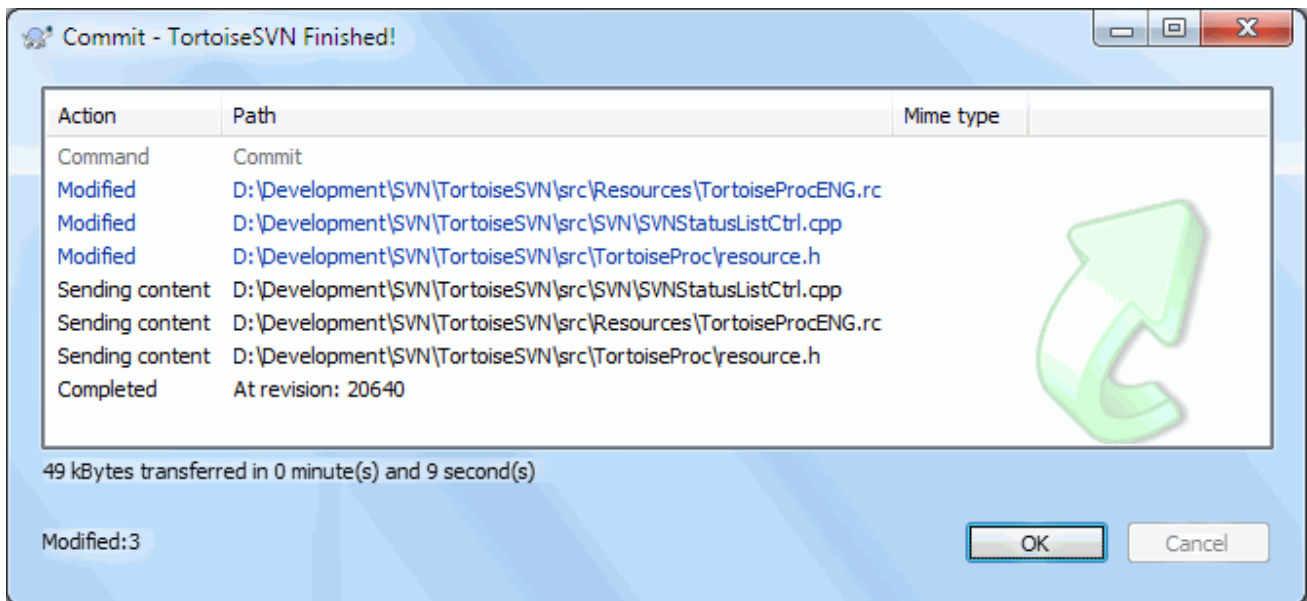 Commit - TortoiseSVN Finished!
Action Path Mime type
Command Commit
Modified D:\Development\SVN\TortoiseSVN\src\Resources\TortoiseProcENG.rc
Modified D:\Development\SVN\TortoiseSVN\src\SVN\SVNStatusListCtrl.cpp
Modified D:\Development\SVN\TortoiseSVN\src\TortoiseProc\resource.h
Sending content D:\Development\SVN\TortoiseSVN\src\SVN\SVNStatusListCtrl.cpp
Sending content D:\Development\SVN\TortoiseSVN\src\Resources\TortoiseProcENG.rc
Sending content D:\Development\SVN\TortoiseSVN\src\TortoiseProc\resource.h
Completed At revision: 20640
49 kBytes transferred in 0 minute(s) and 9 second(s)
Modified:3 OK Cancel